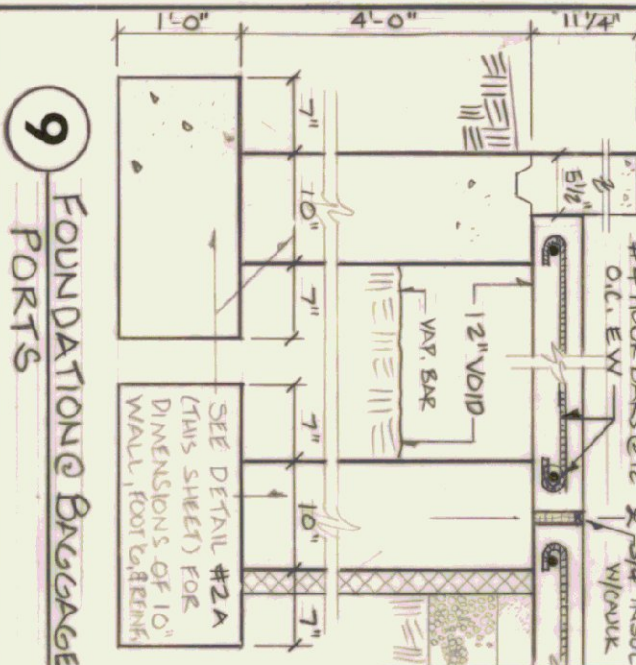 1'-0"
4'-0"
11 1/4"
7"
10"
7"
7"
10"
7"
5 1/2"
O.C. EW
W/CAULK
12" VOID
VAP. BAR
SEE DETAIL #2A
(THIS SHEET) FOR
DIMENSIONS OF 10"
WALL, FOOT'G,
9
FOUNDATION @ BAGGAGE
PORTS